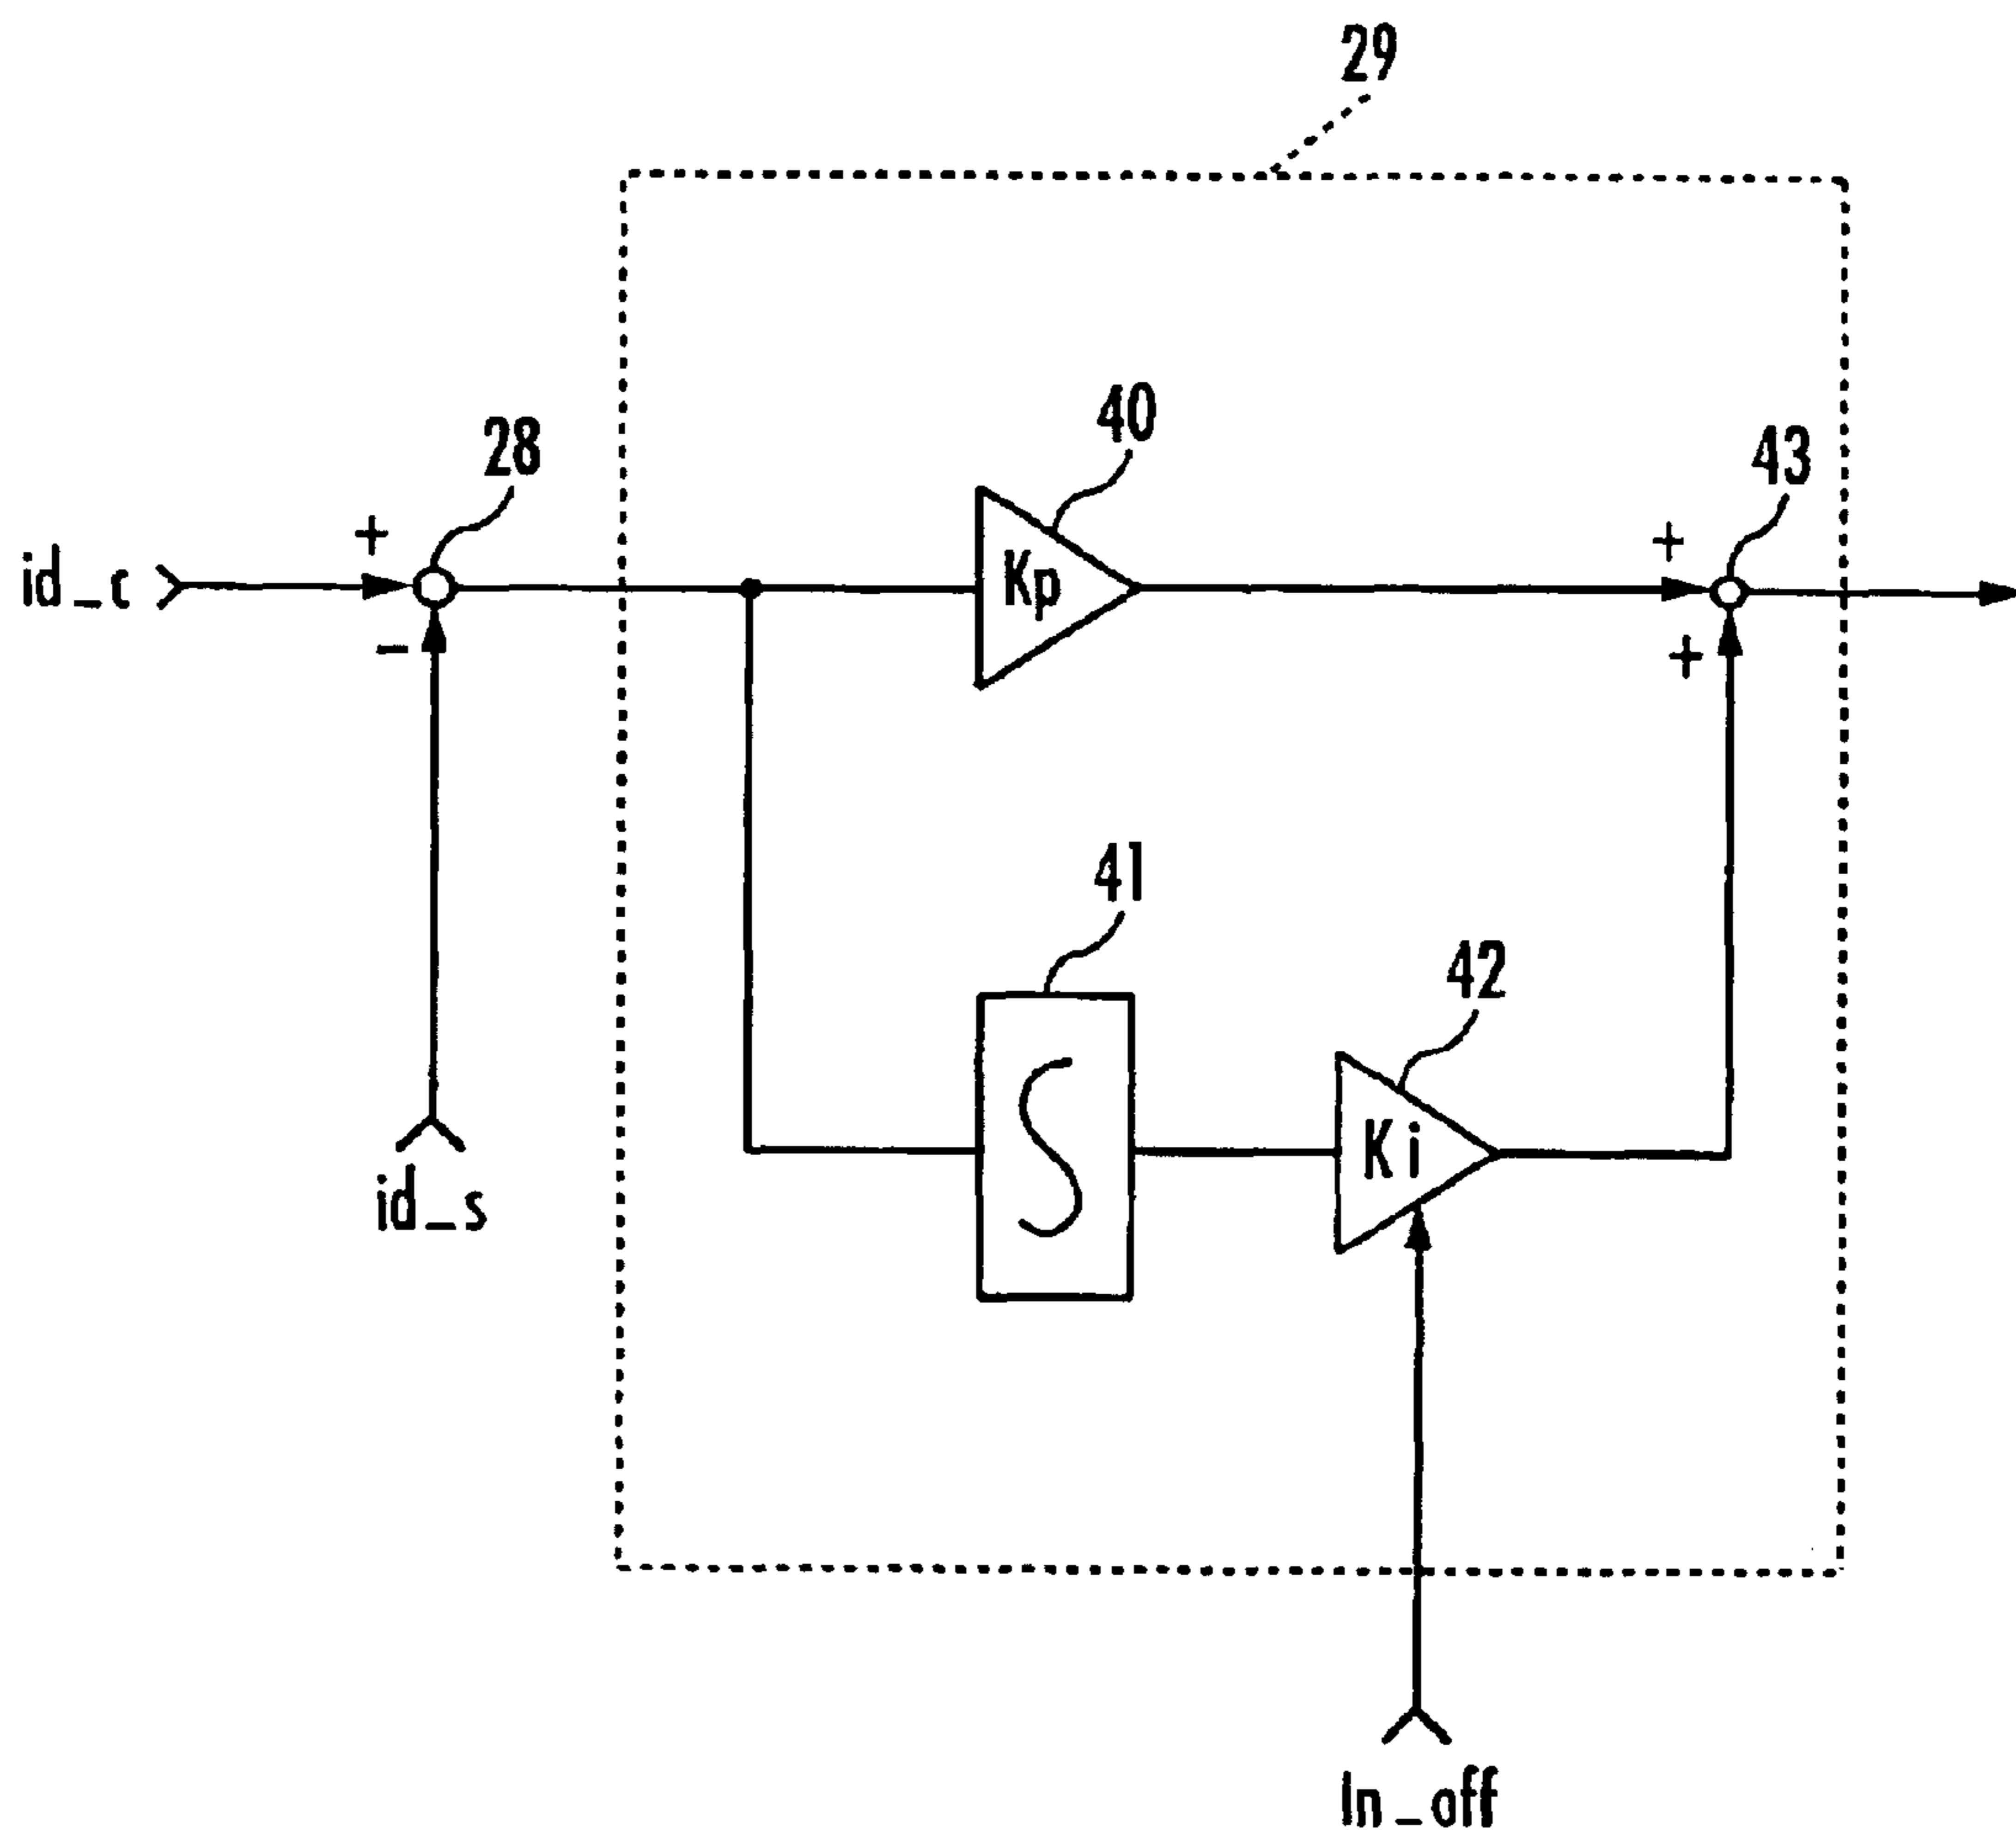 29
40
28
43
+
+
id_c
Kp
-
+
41
42
∫
Ki
id_s
In_off